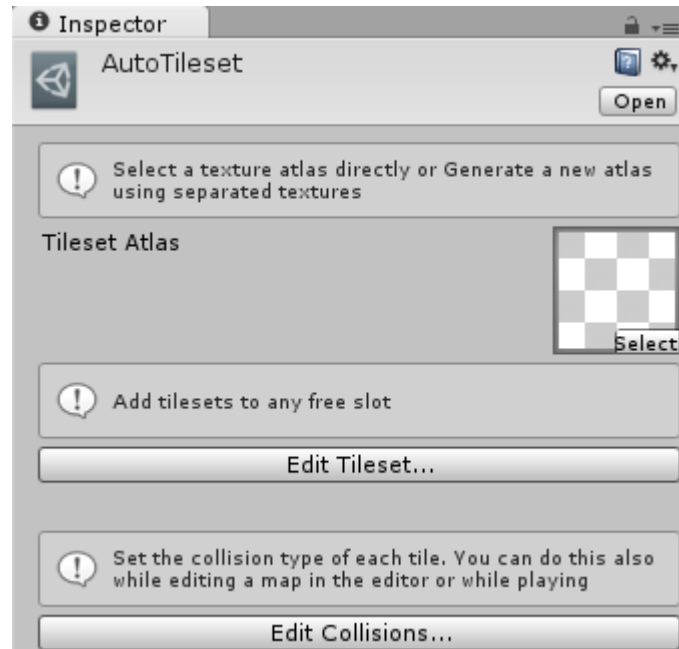 Inspector
AutoTileset
Open
Select a texture atlas directly or Generate a new atlas
using separated textures
Tileset Atlas
Select
Add tilesets to any free slot
Edit Tileset...
Set the collision type of each tile. You can do this also
while editing a map in the editor or while playing
Edit Collisions...